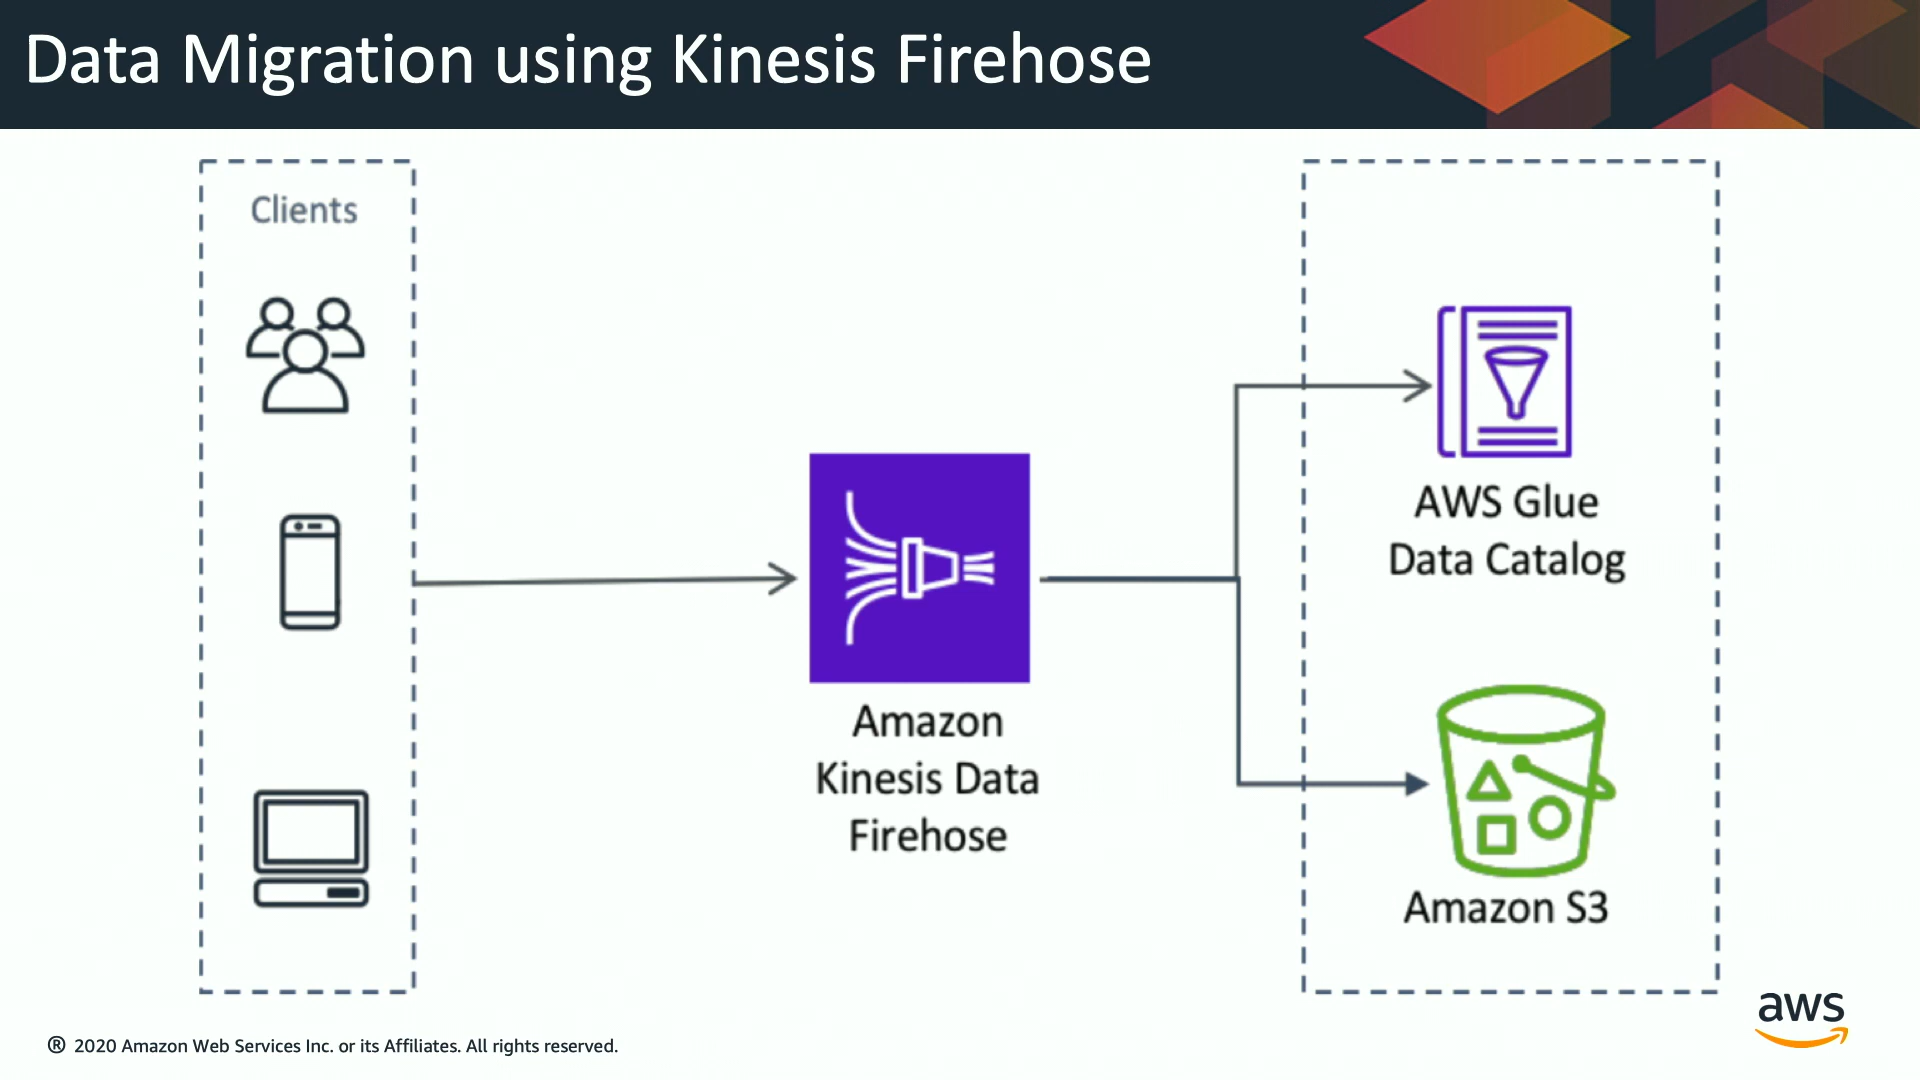 Data Migration using Kinesis Firehose
Clients
Amazon
Kinesis Data
Firehose
AWS Glue
Data Catalog
Amazon S3
aws
® 2020 Amazon Web Services Inc. or its Affiliates. All rights reserved.